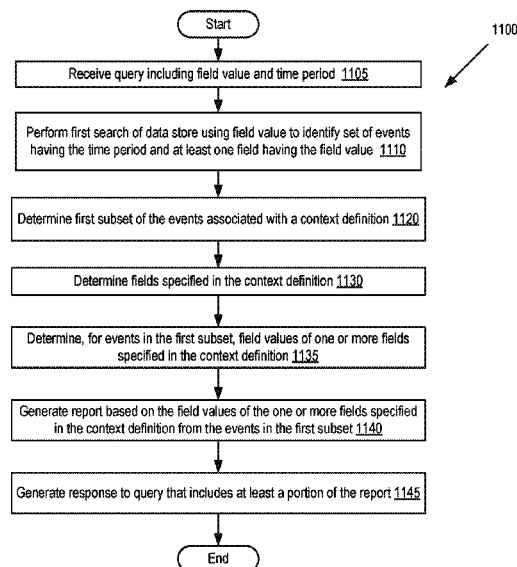 Start
1100
Receive query including field value and time period 1105
Perform first search of data store using field value to identify set of events
having the time period and at least one field having the field value 1110
Determine first subset of the events associated with a context definition 1120
Determine fields specified in the context definition 1130
Determine, for events in the first subset, field values of one or more fields
specified in the context definition 1135
Generate report based on the field values of the one or more fields specified
in the context definition from the events in the first subset 1140
Generate response to query that includes at least a portion of the report 1145
End